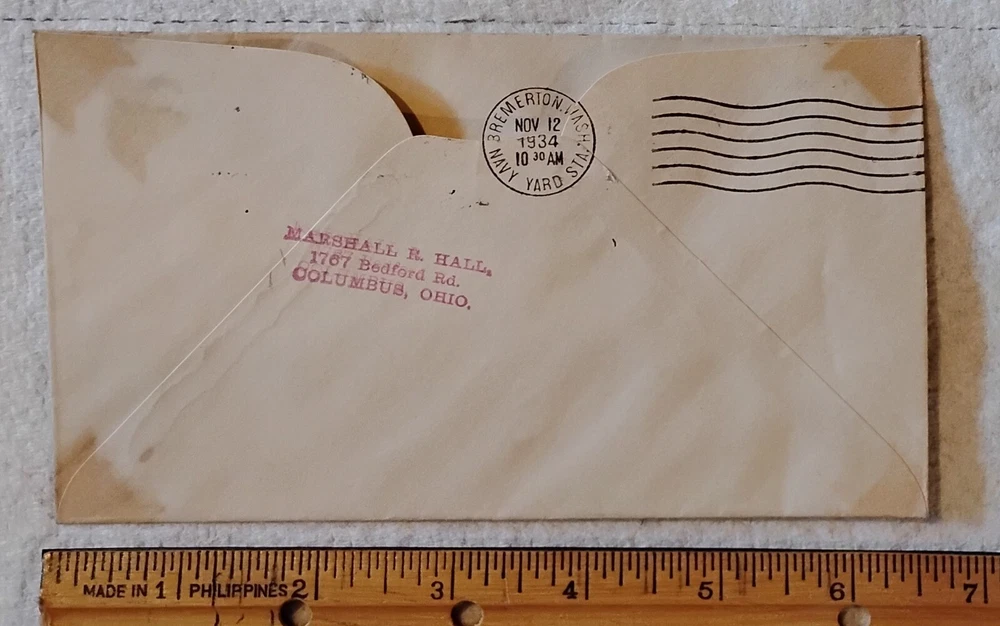 BREMERTON, WASH.
NOV 12
1934
10 30 AM
NAVY YARD STA.
MARSHALL R. HALL,
1767 Bedford Rd.
COLUMBUS, OHIO.
MADE IN 1 PHILIPPINES 2 3 4 5 6 7